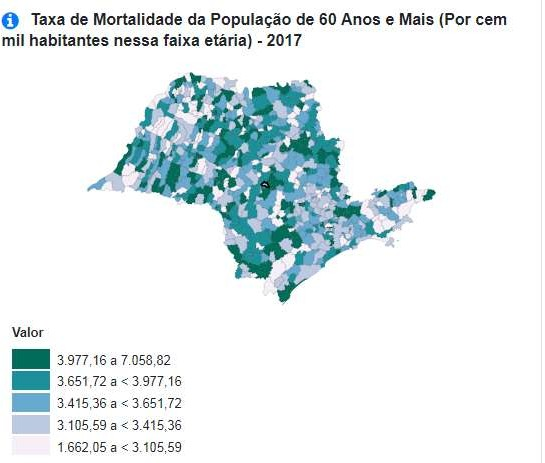 Taxa de Mortalidade da População de 60 Anos e Mais (Por cem
mil habitantes nessa faixa etária) - 2017
Valor
3.977,16 a 7.058,82
3.651,72 a < 3.977,16
3.415,36 a < 3.651,72
3.105,59 a < 3.415,36
1.662,05 a < 3.105,59